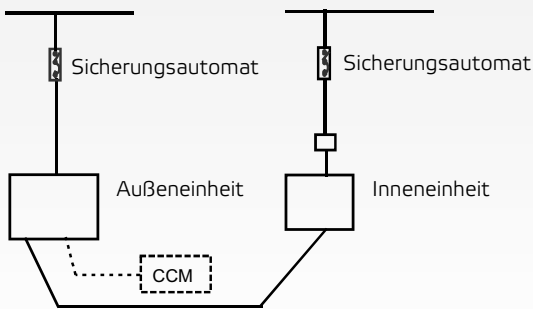 Sicherungsautomat
Sicherungsautomat
Außeneinheit
Inneneinheit
CCM